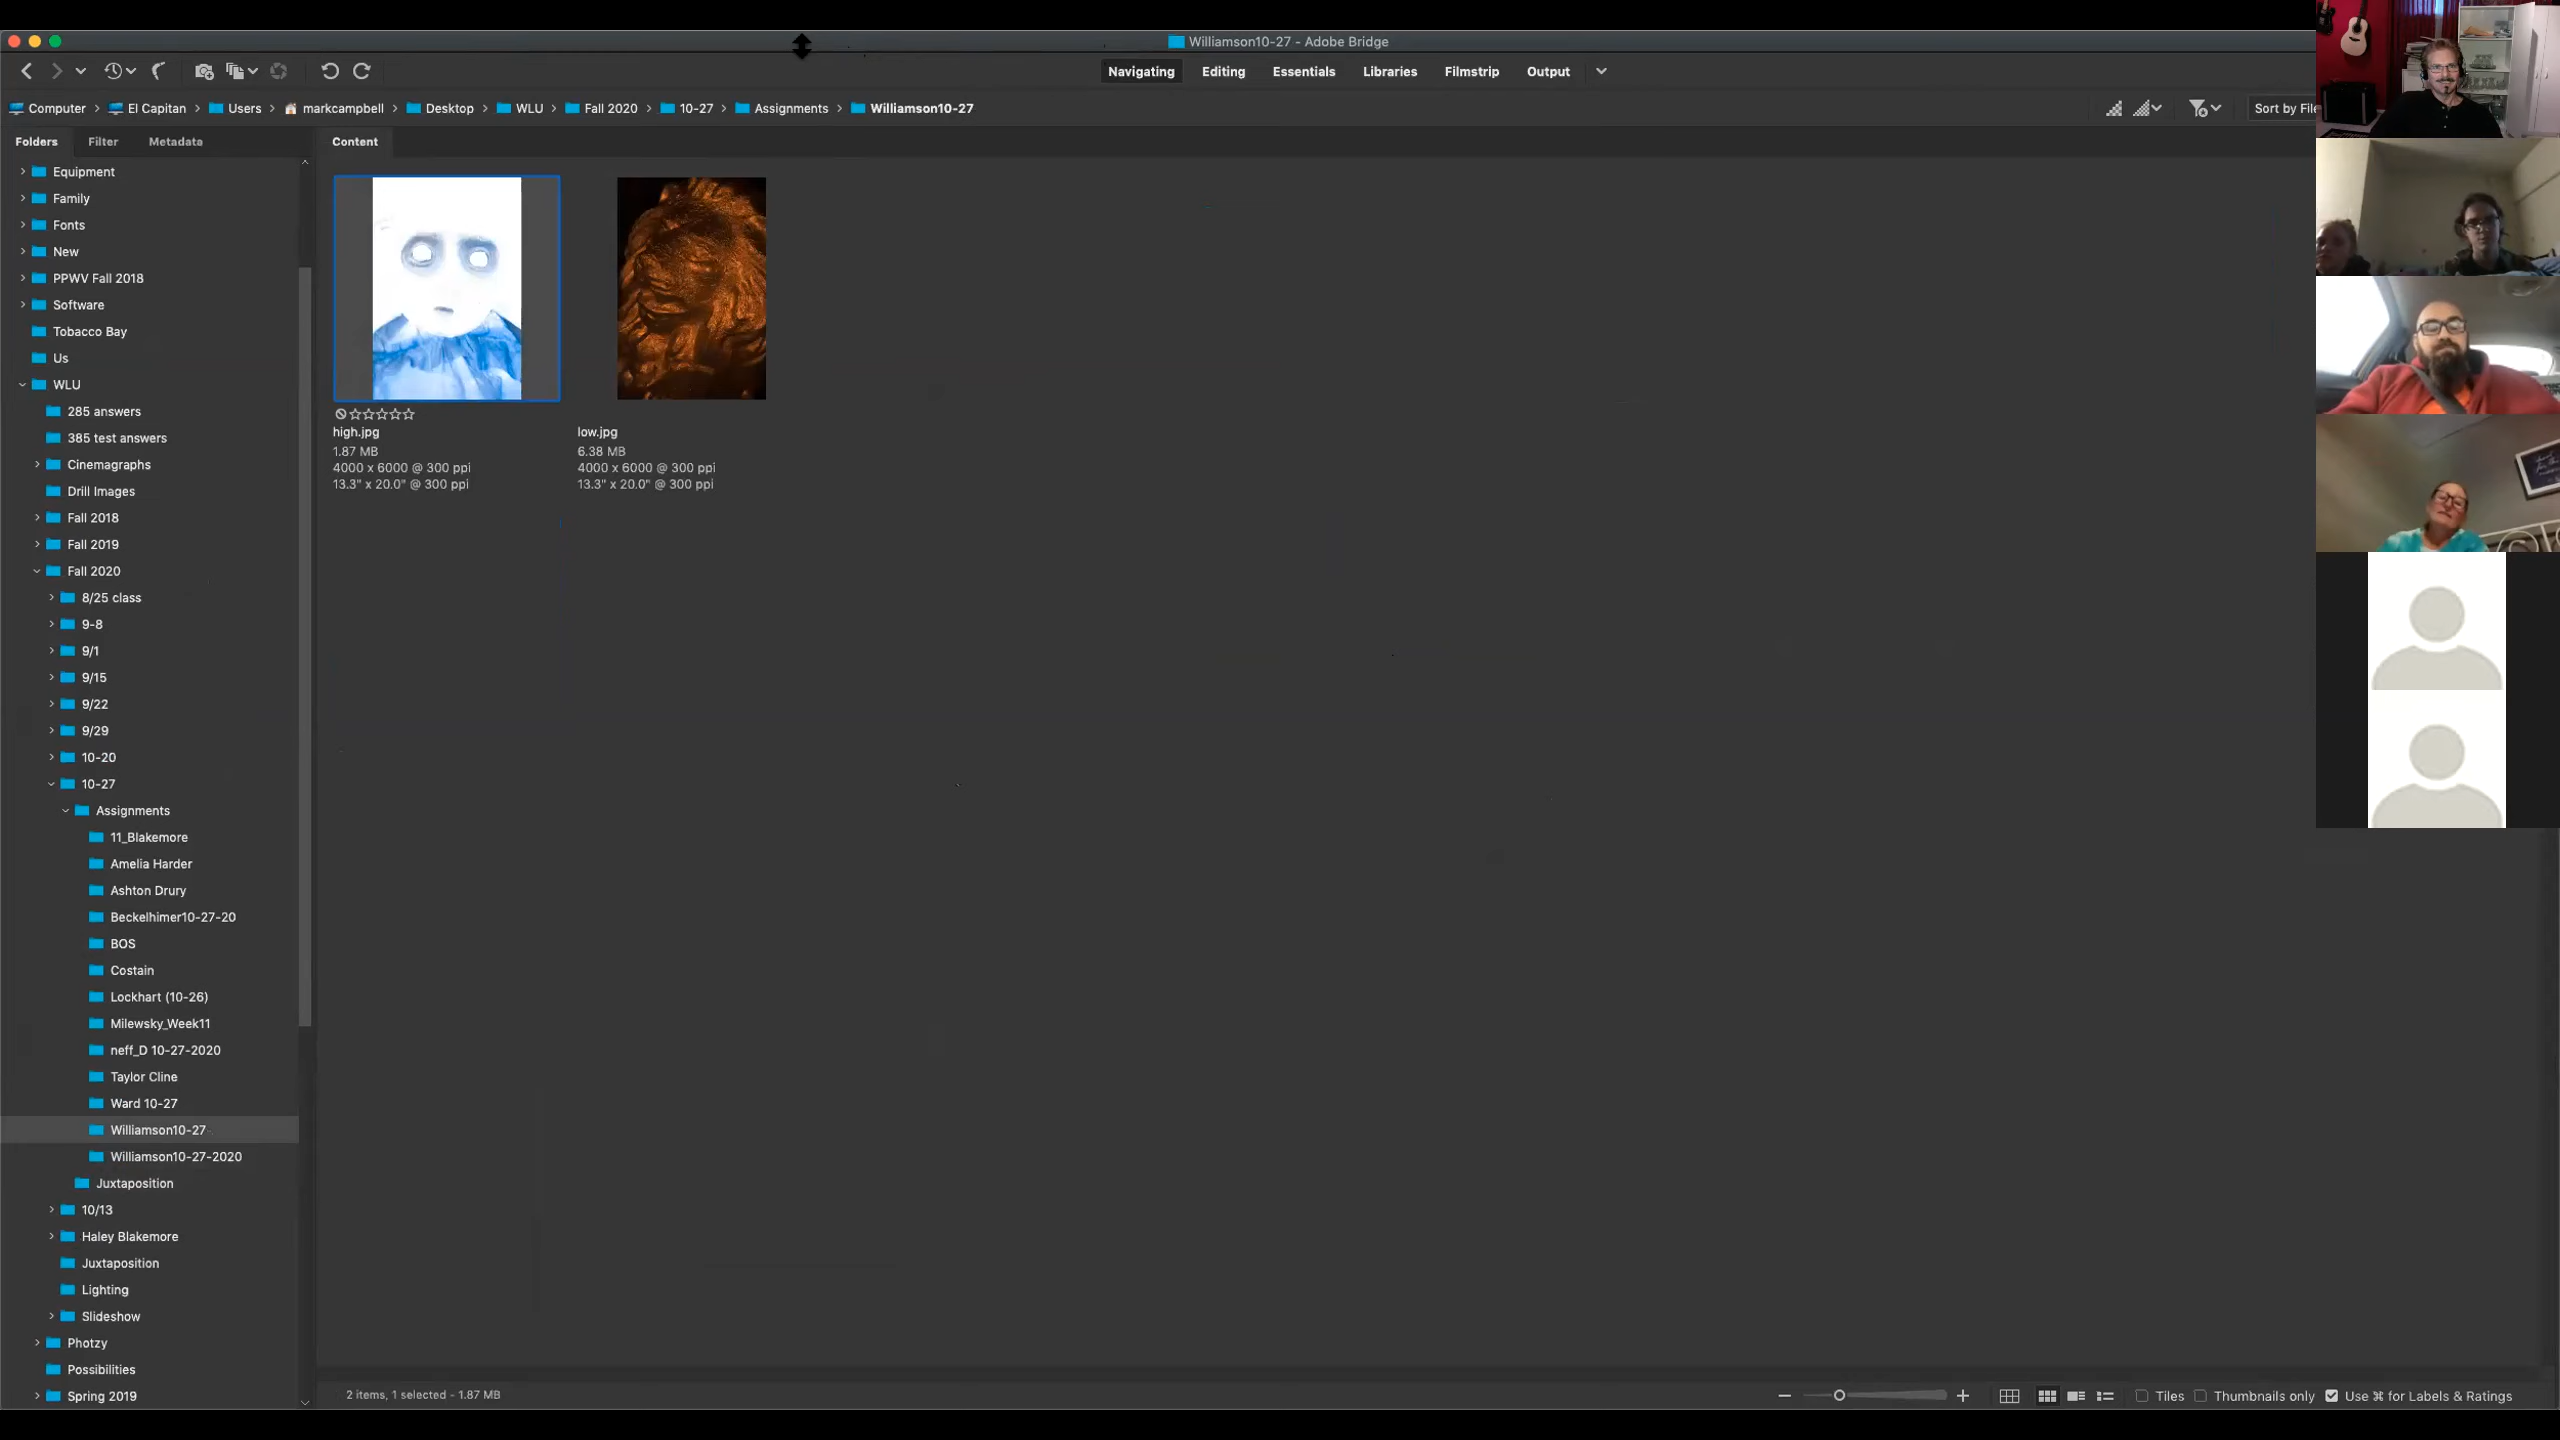 Williamson10-27 - Adobe Bridge
Navigating Editing Essentials Libraries Filmstrip Output
Computer El Capitan Users markcampbell Desktop WLU Fall 2020 10-27 Assignments Williamson10-27
Sort by File
Folders Filter Metadata
Content
Equipment
Family
Fonts
New
PPWV Fall 2018
Software
Tobacco Bay
Us
WLU
285 answers
385 test answers
Cinemagraphs
Drill Images
Fall 2018
Fall 2019
Fall 2020
8/25 class
9-8
9/1
9/15
9/22
9/29
10-20
10-27
Assignments
11_Blakemore
Amelia Harder
Ashton Drury
Beckelhimer10-27-20
BOS
Costain
Lockhart (10-26)
Milewsky_Week11
neff_D 10-27-2020
Taylor Cline
Ward 10-27
Williamson10-27
Williamson10-27-2020
Juxtaposition
10/13
Haley Blakemore
Juxtaposition
Lighting
Slideshow
Photzy
Possibilities
Spring 2019
high.jpg
1.87 MB
4000 x 6000 @ 300 ppi
13.3" x 20.0" @ 300 ppi
low.jpg
6.38 MB
4000 x 6000 @ 300 ppi
13.3" x 20.0" @ 300 ppi
2 items, 1 selected - 1.87 MB
Tiles Thumbnails only Use ⌘ for Labels & Ratings